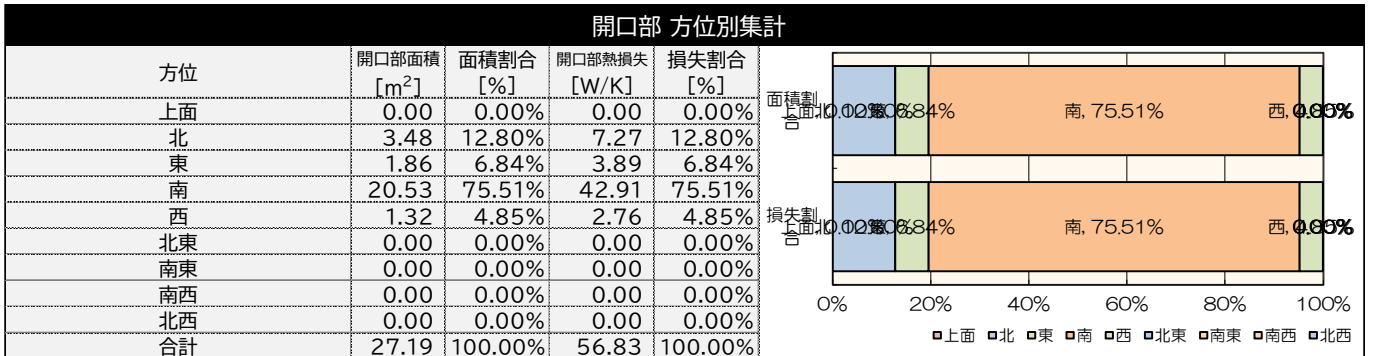 開口部 方位別集計
方位 開口部面積 [m²] 面積割合 [%] 開口部熱損失 [W/K] 損失割合 [%]
上面 0.00 0.00% 0.00 0.00%
北 3.48 12.80% 7.27 12.80%
東 1.86 6.84% 3.89 6.84%
南 20.53 75.51% 42.91 75.51%
西 1.32 4.85% 2.76 4.85%
北東 0.00 0.00% 0.00 0.00%
南東 0.00 0.00% 0.00 0.00%
南西 0.00 0.00% 0.00 0.00%
北西 0.00 0.00% 0.00 0.00%
合計 27.19 100.00% 56.83 100.00%
面積割合
南, 75.51%
西,
損失割合
南, 75.51%
西,
0% 20% 40% 60% 80% 100%
上面 北 東 南 西 北東 南東 南西 北西